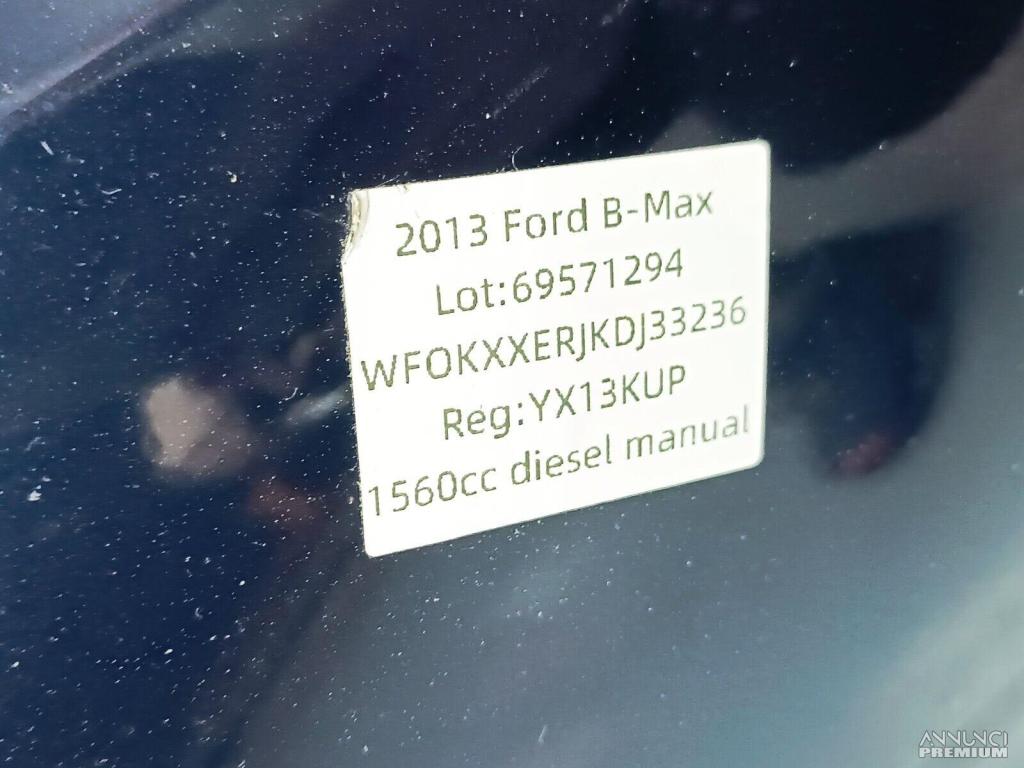 2013 Ford B-Max
Lot:69571294
WFOKXXERJKDJ33236
Reg:YX13KUP
1560cc diesel manual
ANNUNCI
PREMIUM